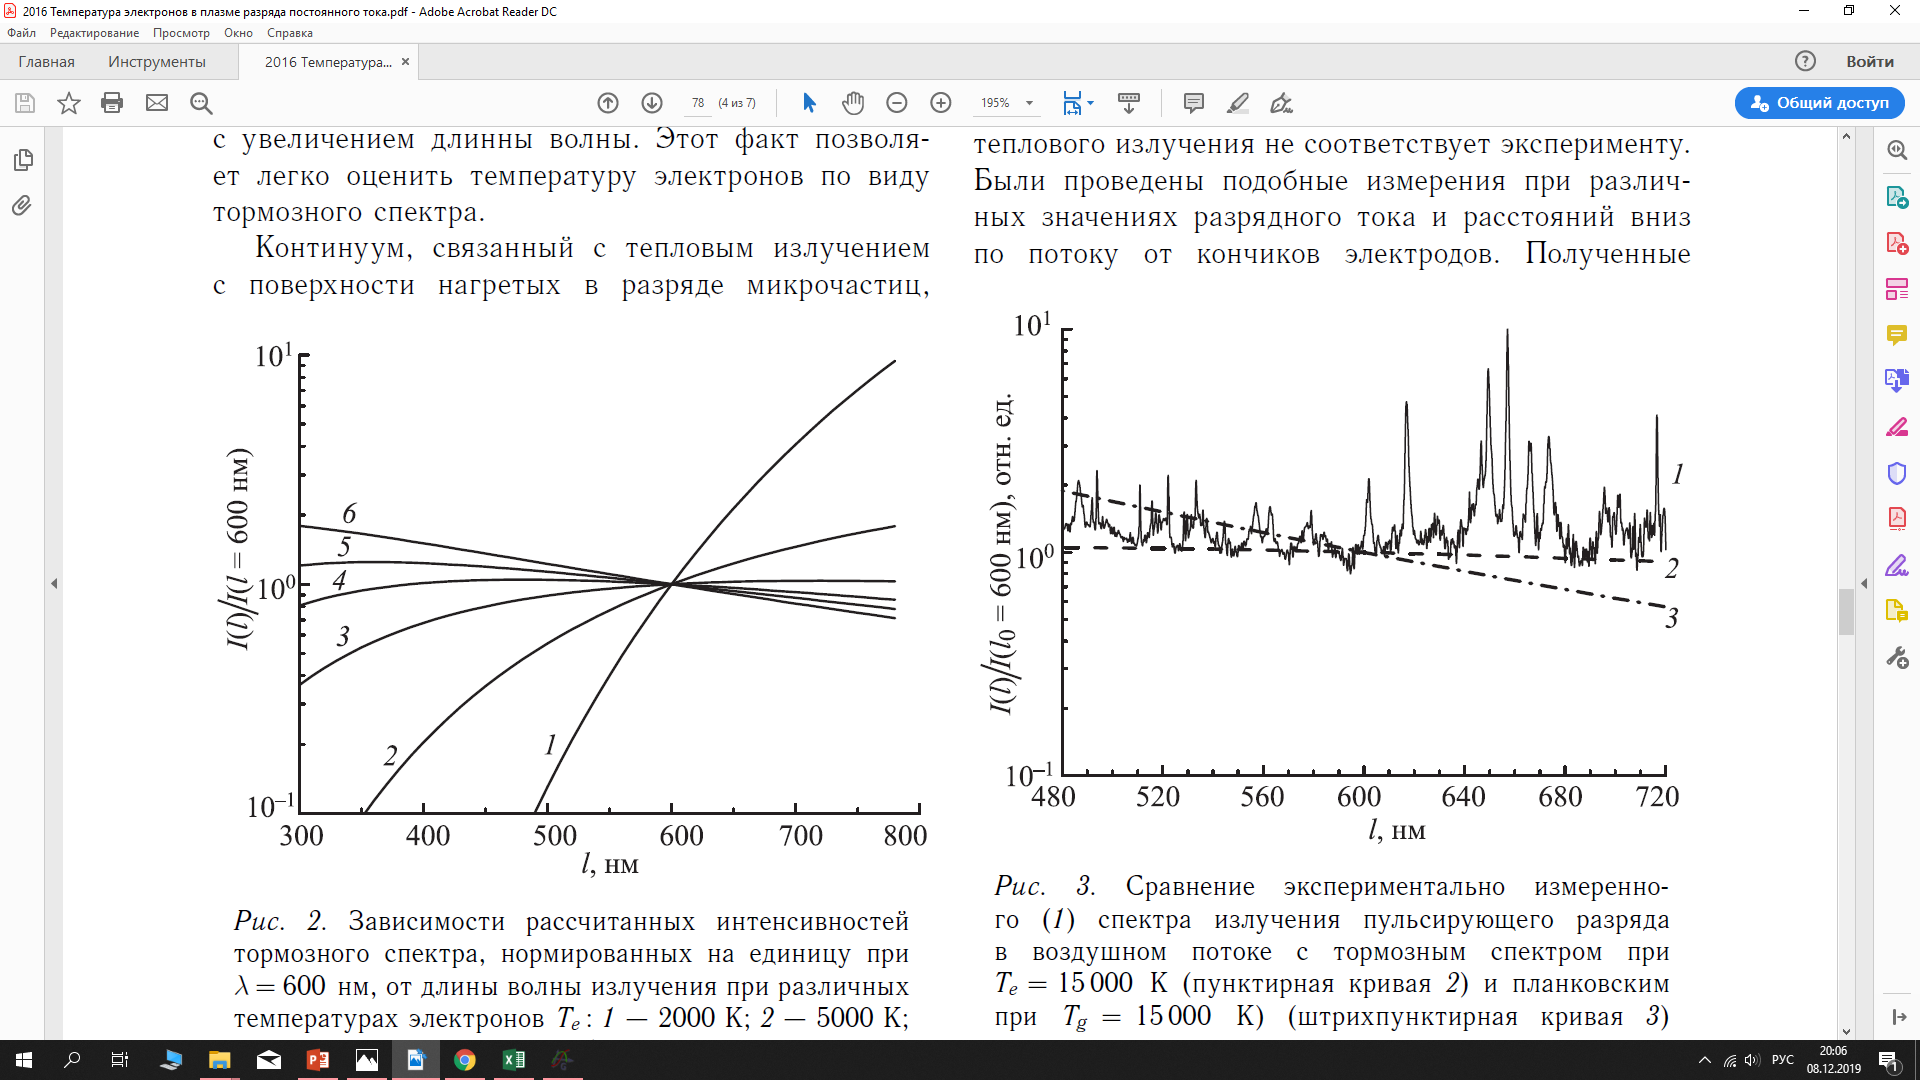 2016 Температура электронов в плазме разряда постоянного тока.pdf - Adobe Acrobat Reader DC
Файл Редактирование Просмотр Окно Справка
Главная Инструменты 2016 Температура... × Войти
78 (4 из 7) 195% Общий доступ
с увеличением длинны волны. Этот факт позволя-
ет легко оценить температуру электронов по виду
тормозного спектра.
Континуум, связанный с тепловым излучением
с поверхности нагретых в разряде микрочастиц,
10¹
10⁰
10⁻¹
I(l)/I(l = 600 нм)
6
5
4
3
2
1
300 400 500 600 700 800
l, нм
Рис. 2. Зависимости рассчитанных интенсивностей
тормозного спектра, нормированных на единицу при
λ = 600 нм, от длины волны излучения при различных
температурах электронов Tₑ: 1 — 2000 К; 2 — 5000 К;
теплового излучения не соответствует эксперименту.
Были проведены подобные измерения при различ-
ных значениях разрядного тока и расстояний вниз
по потоку от кончиков электродов. Полученные
10¹
10⁰
10⁻¹
I(l)/I(l₀ = 600 нм), отн. ед.
1
2
3
480 520 560 600 640 680 720
l, нм
Рис. 3. Сравнение экспериментально измеренно-
го (1) спектра излучения пульсирующего разряда
в воздушном потоке с тормозным спектром при
Tₑ = 15 000 К (пунктирная кривая 2) и планковским
при T_g = 15 000 К) (штрихпунктирная кривая 3)
РУС 20:06
08.12.2019
1